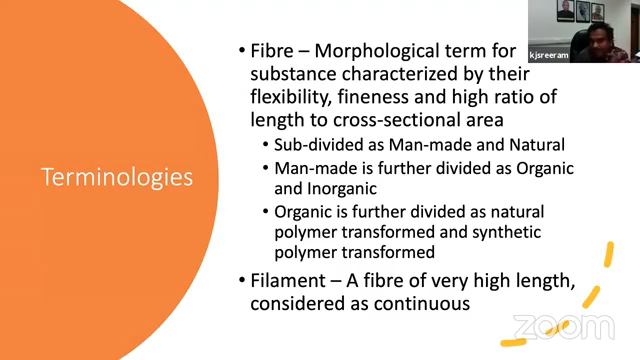 kjsreeram
Terminologies
• Fibre – Morphological term for
substance characterized by their
flexibility, fineness and high ratio of
length to cross-sectional area
• Sub-divided as Man-made and Natural
• Man-made is further divided as Organic
and Inorganic
• Organic is further divided as natural
polymer transformed and synthetic
polymer transformed
• Filament – A fibre of very high length,
considered as continuous
zoom